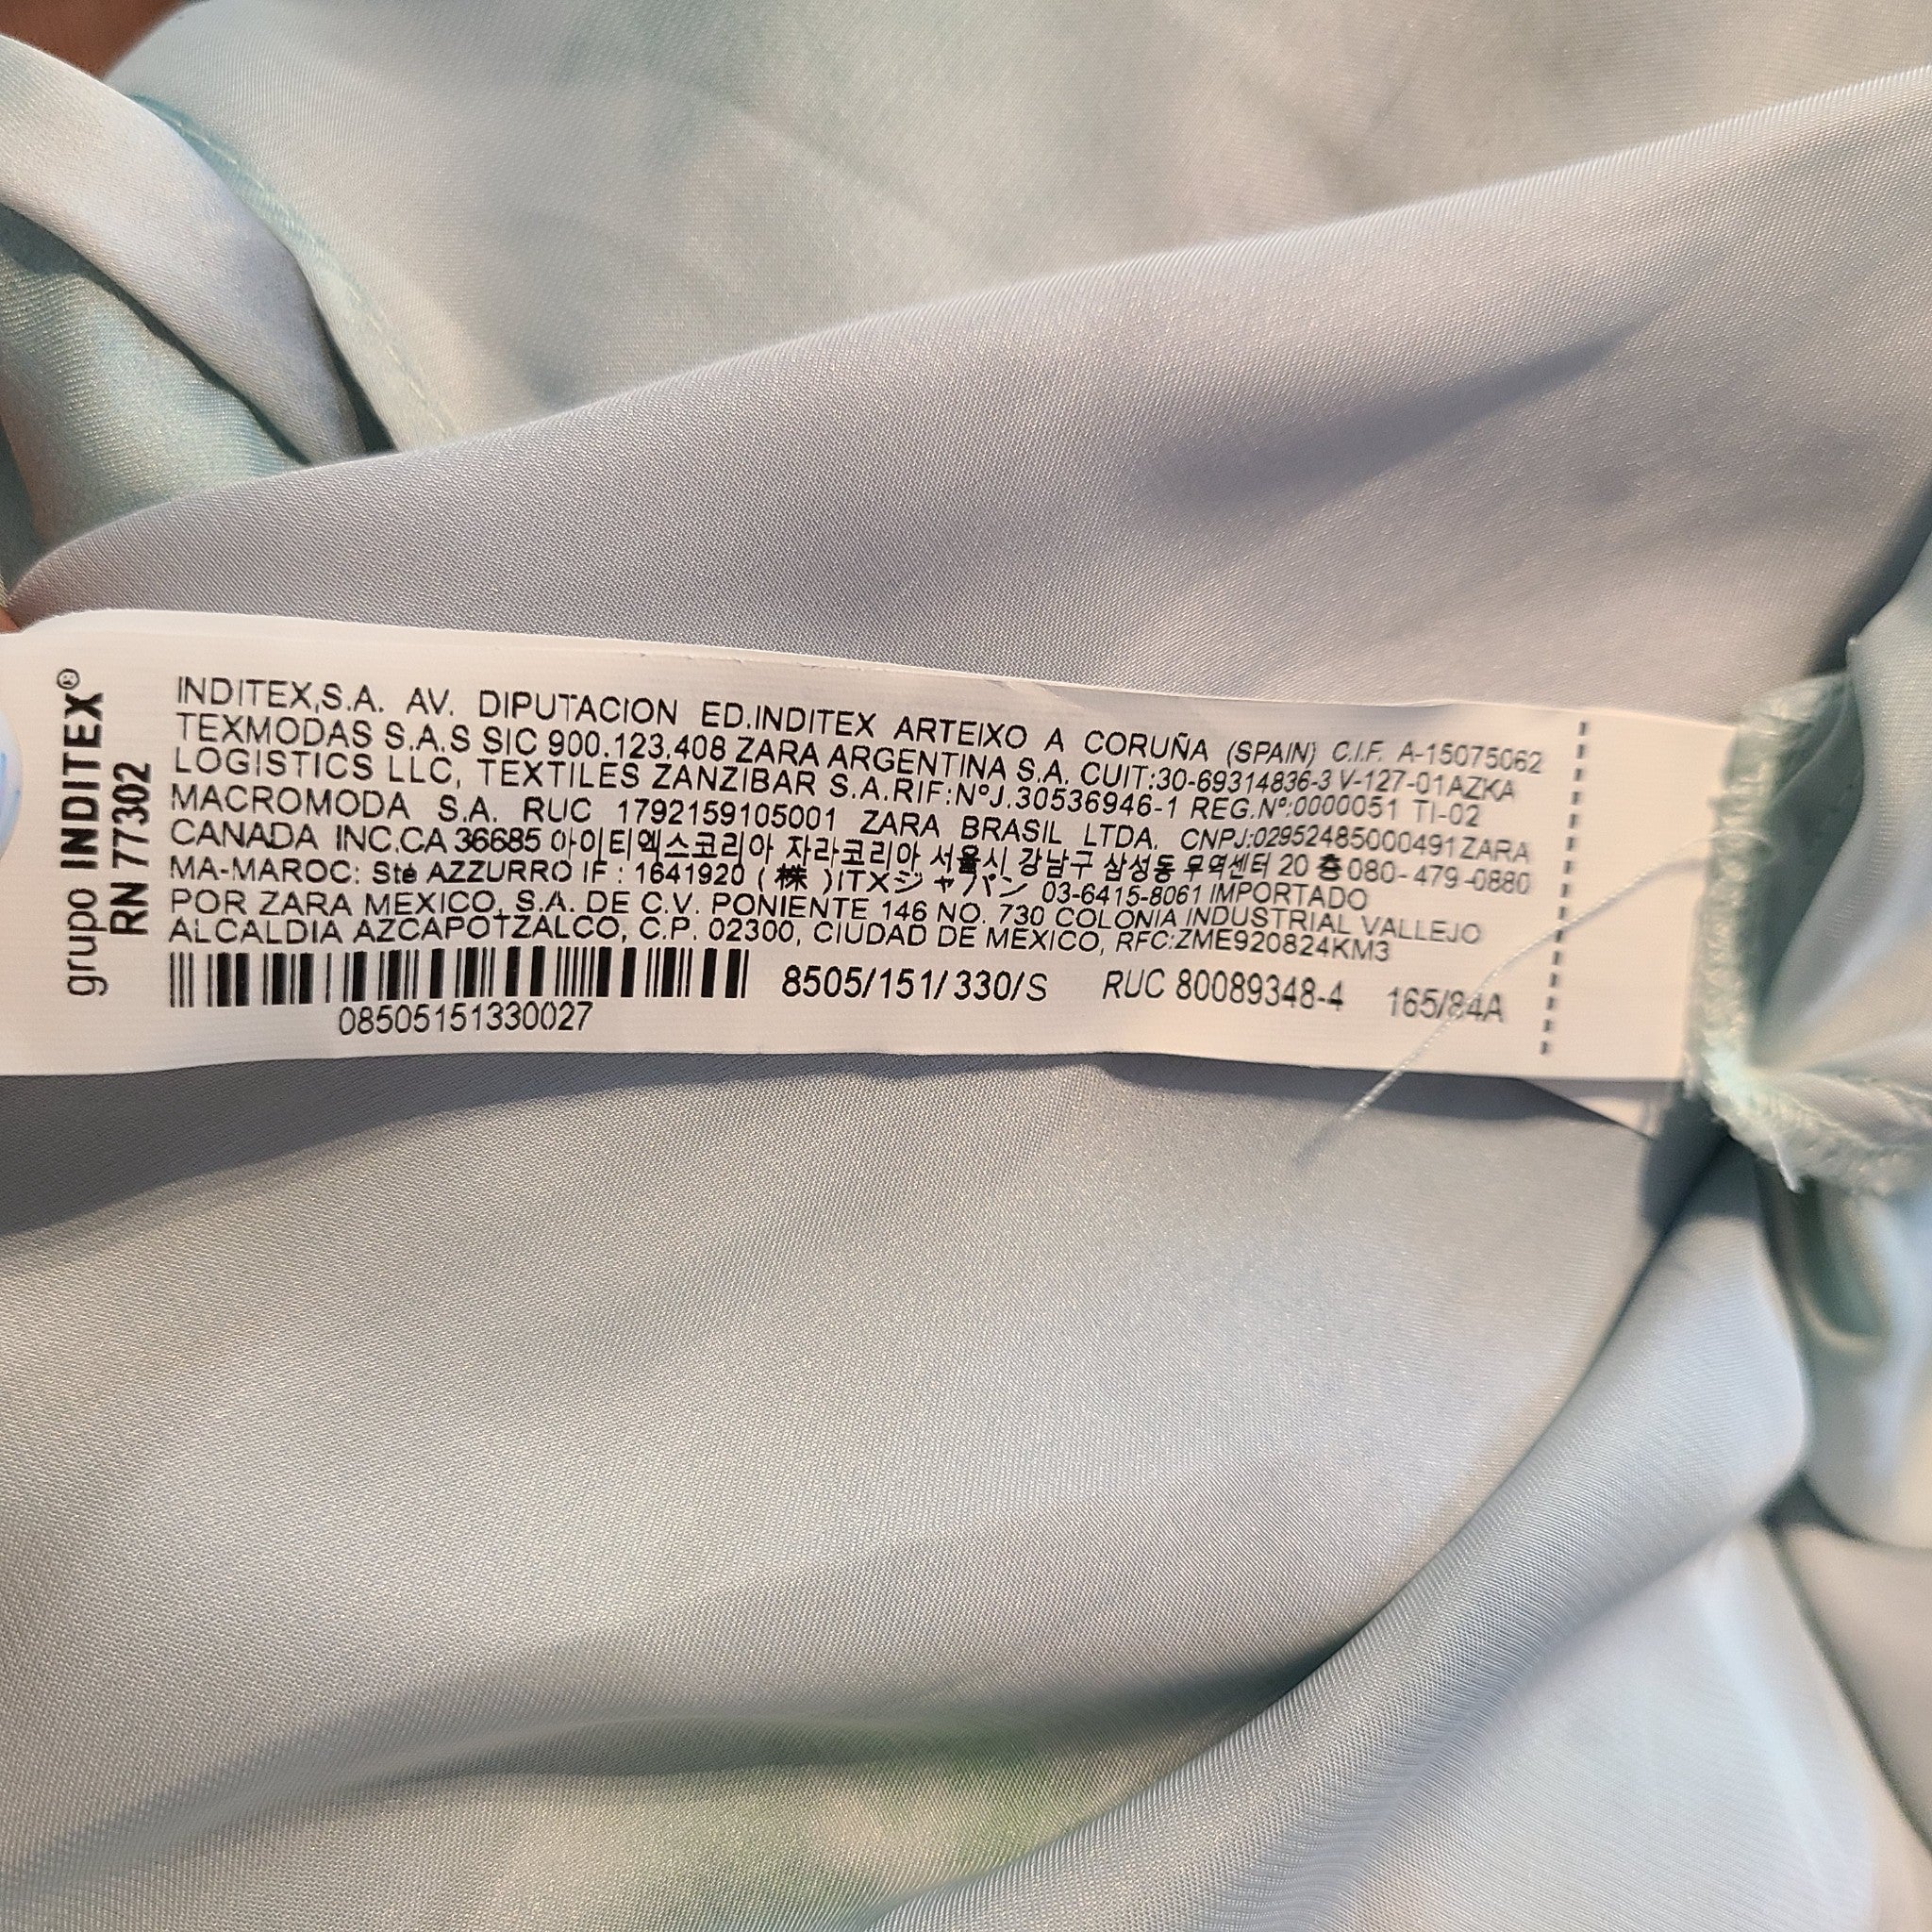 grupo INDITEX®
RN 77302
INDITEX,S.A. AV. DIPUTACION ED.INDITEX ARTEIXO A CORUÑA (SPAIN) C.I.F. A-15075062
TEXMODAS S.A.S SIC 900.123.408 ZARA ARGENTINA S.A. CUIT:30-69314836-3 V-127-01AZKA
LOGISTICS LLC, TEXTILES ZANZIBAR S.A.RIF:NºJ.30536946-1 REG.Nº:0000051 TI-02
MACROMODA S.A. RUC 1792159105001 ZARA BRASIL LTDA. CNPJ:02952485000491ZARA
CANADA INC.CA 36685 아이티엑스코리아 자라코리아 서울시 강남구 삼성동 무역센터 20 층 080-479-0880
MA-MAROC: Sté AZZURRO IF : 1641920 (株)ITXジャパン 03-6415-8061 IMPORTADO
POR ZARA MEXICO, S.A. DE C.V. PONIENTE 146 NO. 730 COLONIA INDUSTRIAL VALLEJO
ALCALDIA AZCAPOTZALCO, C.P. 02300, CIUDAD DE MEXICO, RFC:ZME920824KM3
8505/151/330/S RUC 80089348-4 165/84A
08505151330027